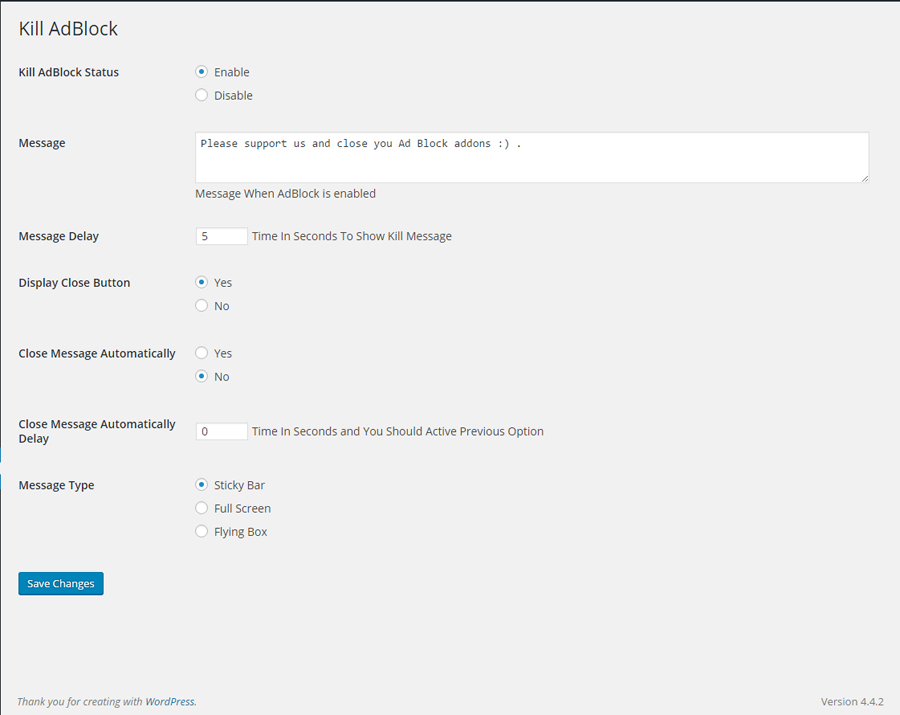 Kill AdBlock
Kill AdBlock Status
Enable
Disable
Message
Please support us and close you Ad Block addons :) .
Message When AdBlock is enabled
Message Delay
5 Time In Seconds To Show Kill Message
Display Close Button
Yes
No
Close Message Automatically
Yes
No
Close Message Automatically
Delay
0 Time In Seconds and You Should Active Previous Option
Message Type
Sticky Bar
Full Screen
Flying Box
Save Changes
Thank you for creating with WordPress.
Version 4.4.2